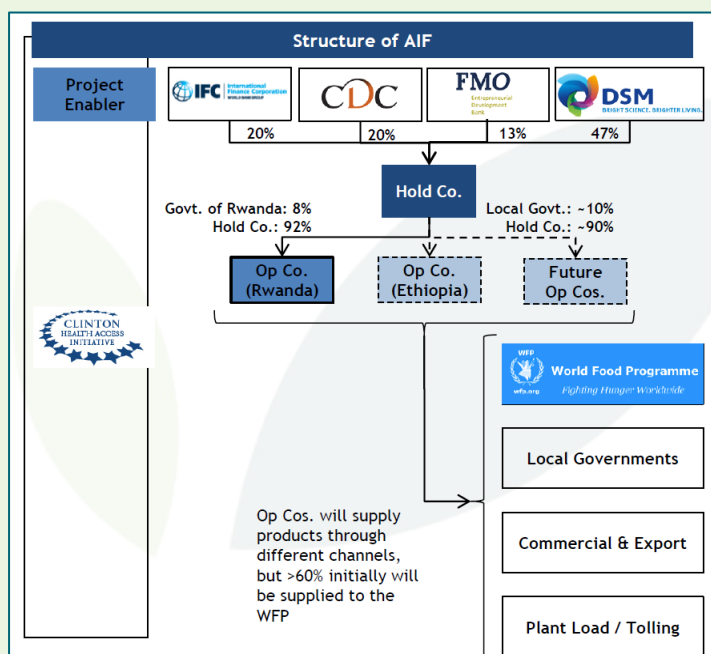 Structure of AIF
Project
Enabler
IFC International
Finance Corporation
WORLD BANK GROUP
CDC
FMO
Entrepreneurial
Development
Bank
DSM
BRIGHT SCIENCE. BRIGHTER LIVING.
20%
20%
13%
47%
Hold Co.
Govt. of Rwanda: 8%
Hold Co.: 92%
Local Govt.: ~10%
Hold Co.: ~90%
Op Co.
(Rwanda)
Op Co.
(Ethiopia)
Future
Op Cos.
CLINTON
HEALTH ACCESS
INITIATIVE
WFP
wfp.org
World Food Programme
Fighting Hunger Worldwide
Local Governments
Op Cos. will supply
products through
different channels,
but >60% initially will
be supplied to the
WFP
Commercial & Export
Plant Load / Tolling